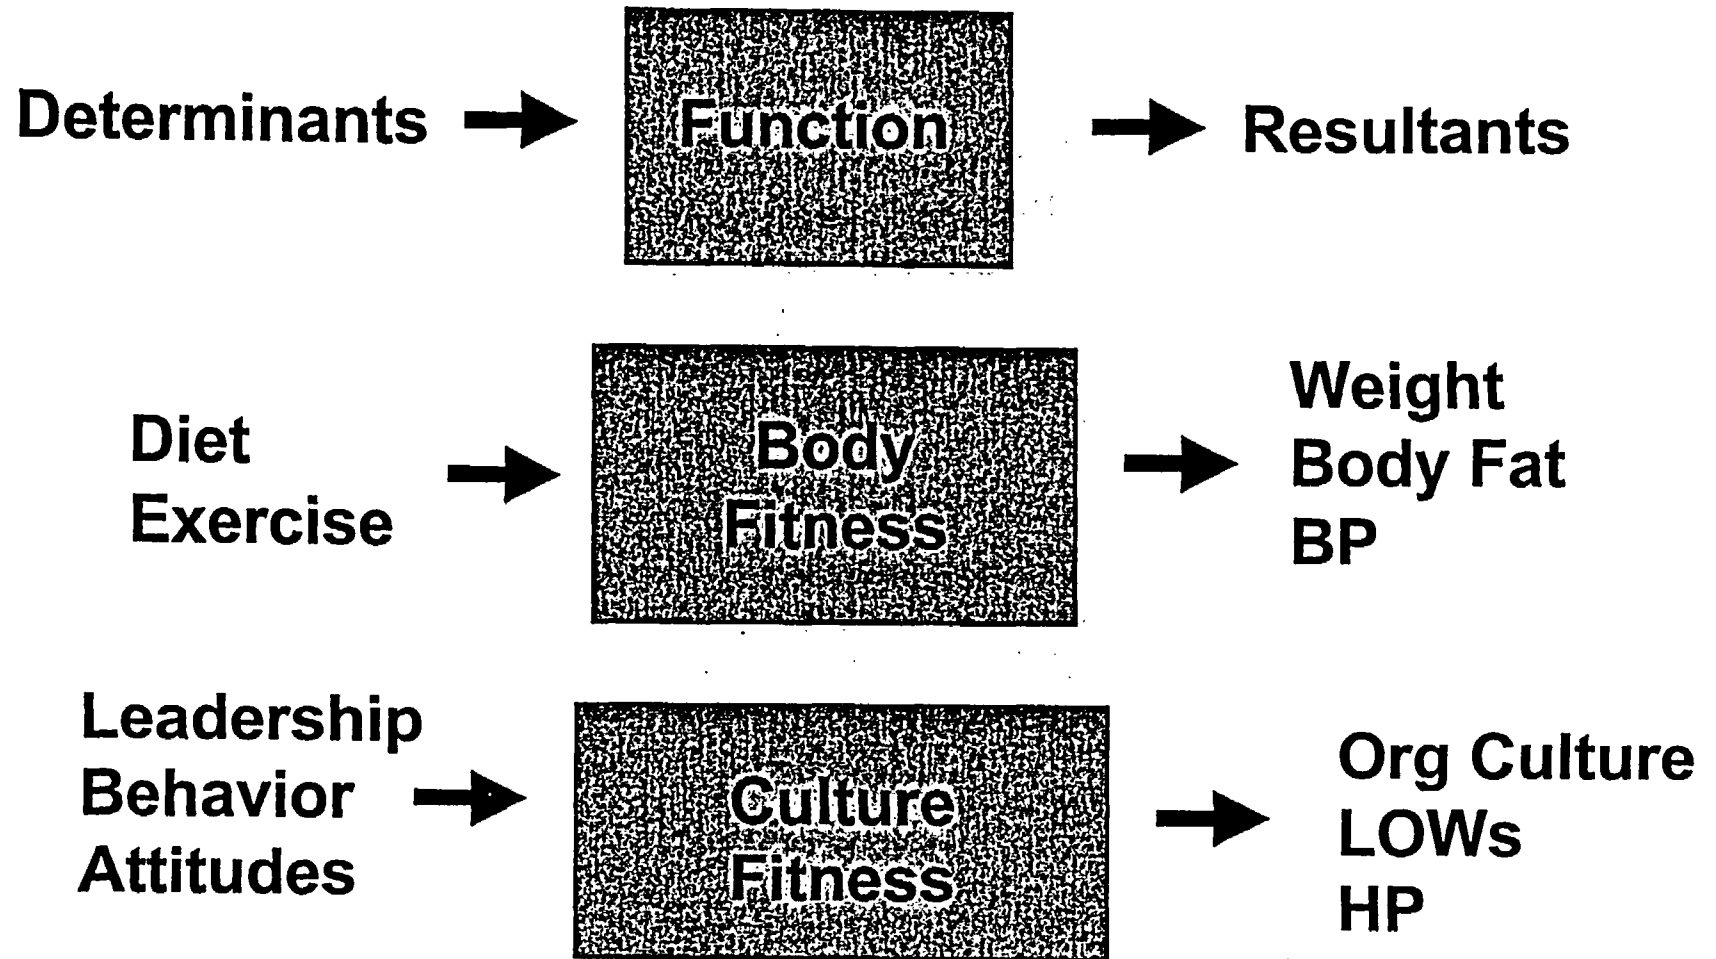 Determinants
Function
Resultants
Diet
Exercise
Body
Fitness
Weight
Body Fat
BP
Leadership
Behavior
Attitudes
Culture
Fitness
Org Culture
LOWs
HP